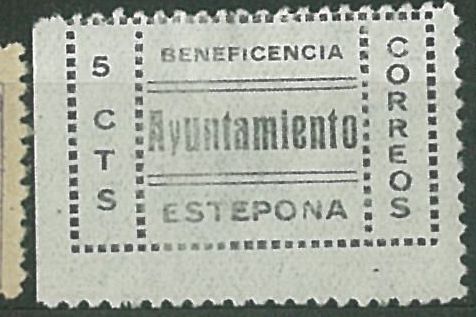 5 CTS
BENEFICENCIA
Ayuntamiento
ESTEPONA
CORREOS